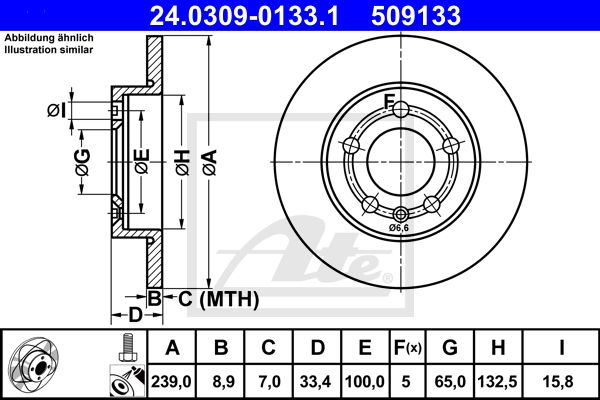 24.0309-0133.1 509133
Abbildung ähnlich
Illustration similar
ØI
ØG
ØE
ØH
ØA
F
Ø6,6
B
C (MTH)
D
Ate
A B C D E F(x) G H I
239,0 8,9 7,0 33,4 100,0 5 65,0 132,5 15,8